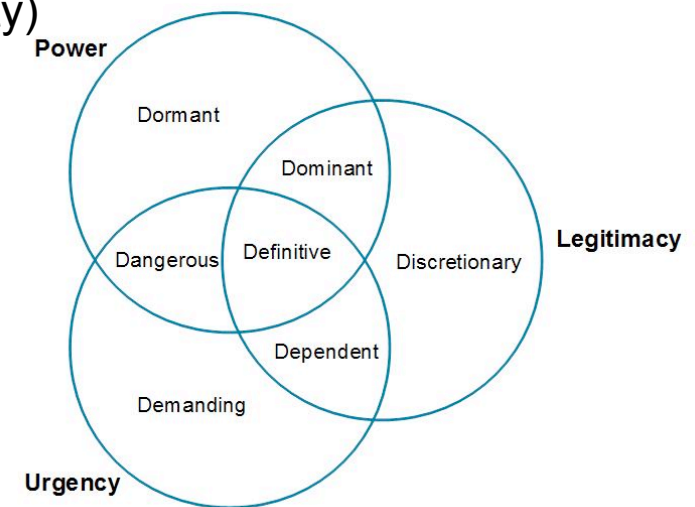 y)
Power
Dormant
Dominant
Legitimacy
Dangerous
Definitive
Discretionary
Dependent
Demanding
Urgency